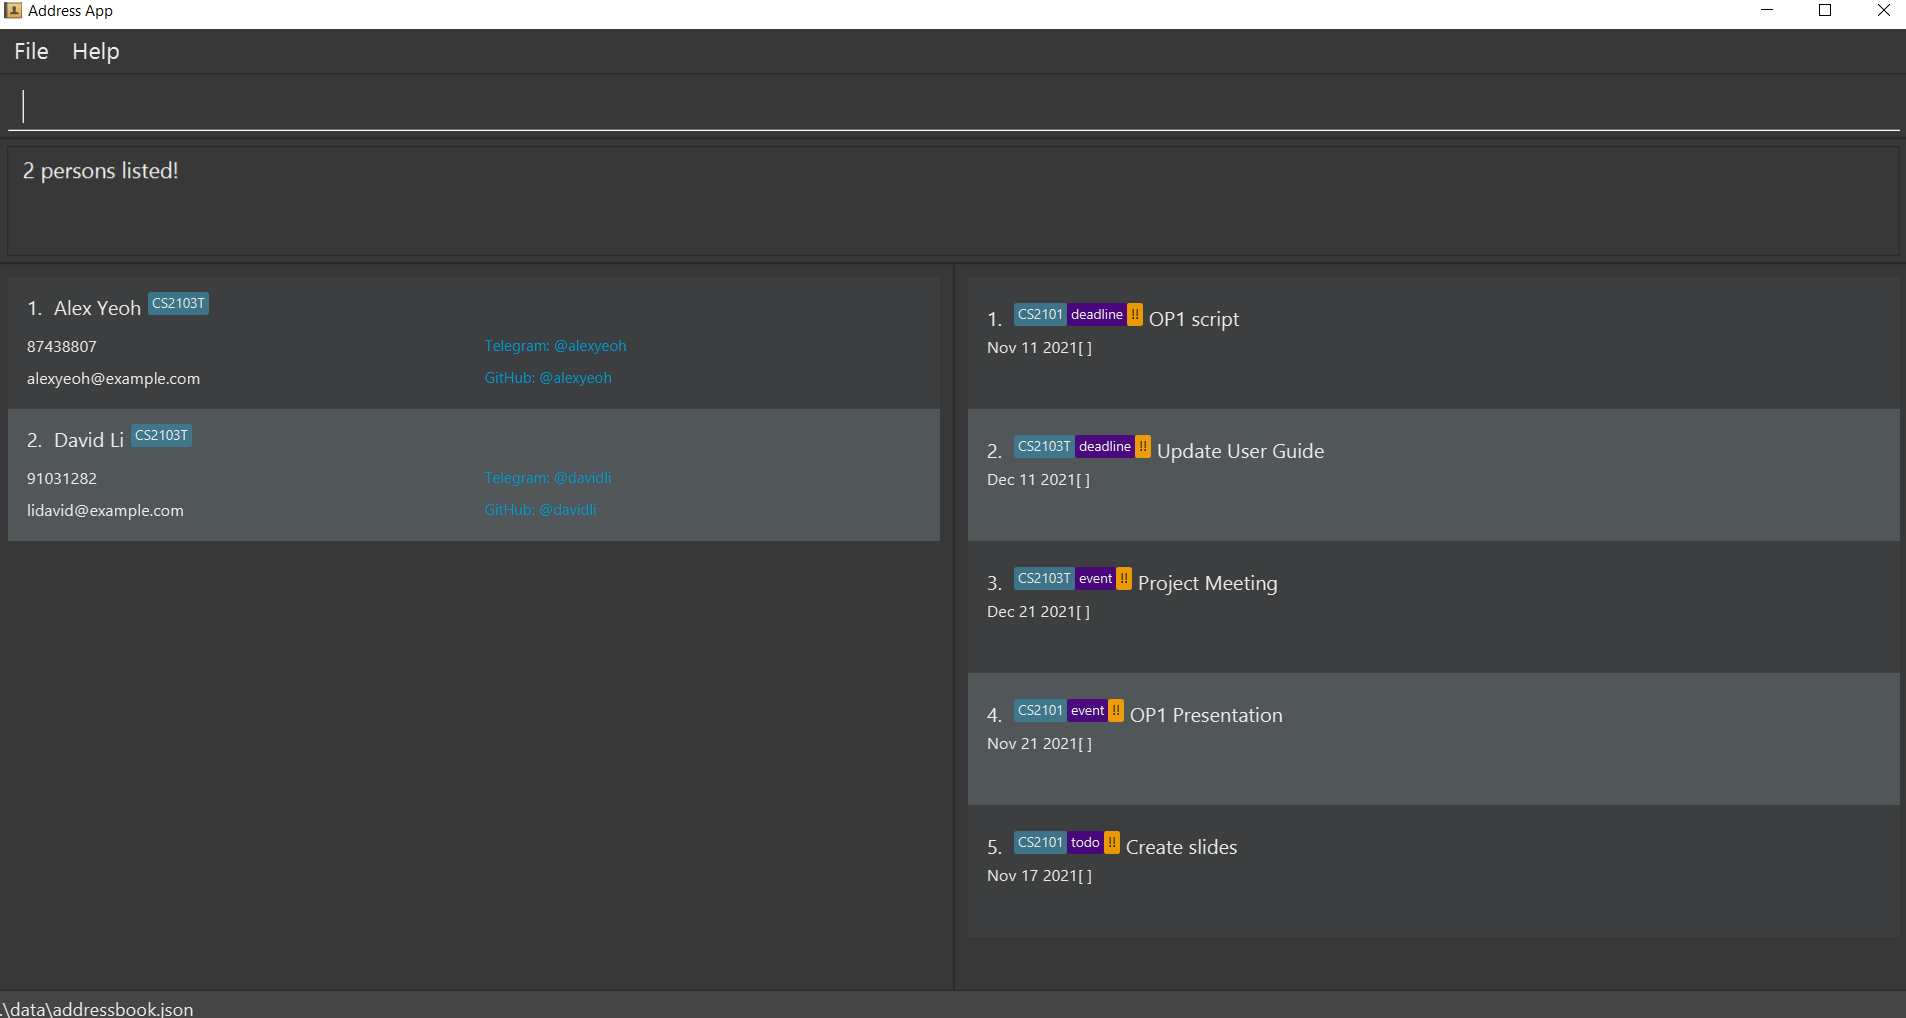 Address App
File Help
2 persons listed!
1. Alex Yeoh CS2103T
87438807 Telegram: @alexyeoh
alexyeoh@example.com GitHub: @alexyeoh
2. David Li CS2103T
91031282 Telegram: @davidli
lidavid@example.com GitHub: @davidli
1. CS2101 deadline !! OP1 script
Nov 11 2021[ ]
2. CS2103T deadline !! Update User Guide
Dec 11 2021[ ]
3. CS2103T event !! Project Meeting
Dec 21 2021[ ]
4. CS2101 event !! OP1 Presentation
Nov 21 2021[ ]
5. CS2101 todo !! Create slides
Nov 17 2021[ ]
.\data\addressbook.json